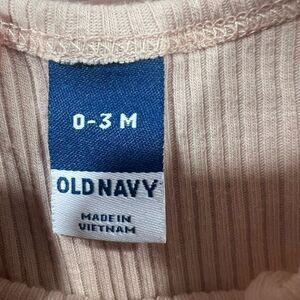 0-3 M
OLD NAVY
MADE IN
VIETNAM